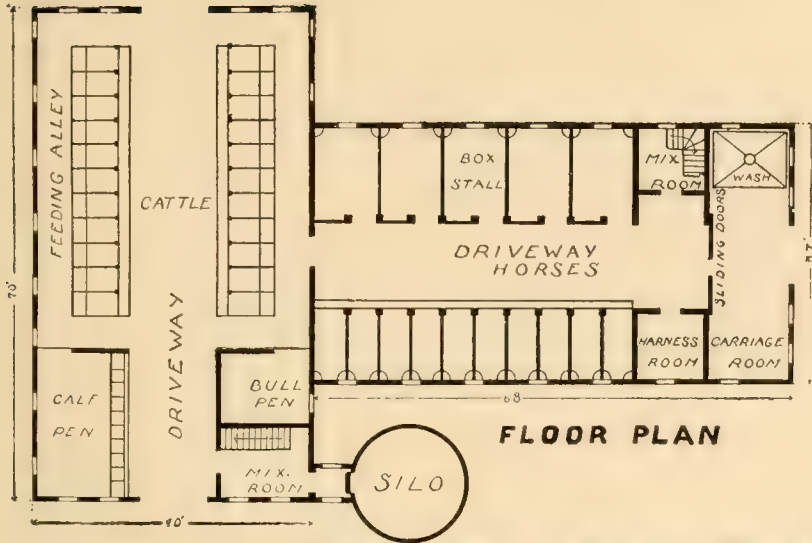 FEEDING ALLEY
CATTLE
DRIVEWAY
CALF
PEN
BULL
PEN
MIX.
ROOM
SILO
BOX
STALL
MIX
ROOM
WASH
SLIDING DOORS
DRIVEWAY
HORSES
HARNESS
ROOM
CARRIAGE
ROOM
70'
40'
68
FLOOR PLAN